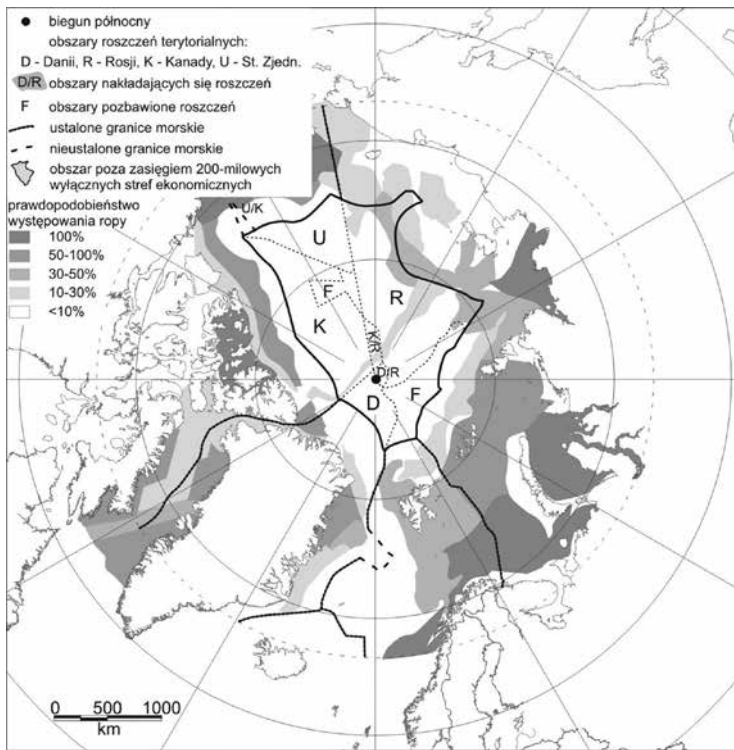 biegun północny
obszary roszczeń terytorialnych:
D - Danii, R - Rosji, K - Kanady, U - St. Zjedn.
D/R obszary nakładających się roszczeń
F obszary pozbawione roszczeń
ustalone granice morskie
nieustalone granice morskie
obszar poza zasięgiem 200-milowych
wyłącznych stref ekonomicznych
prawdopodobieństwo
występowania ropy
100%
50-100%
30-50%
10-30%
<10%
U/K
U
F
R
K
K/R
D/R
D
F
0 500 1000
km